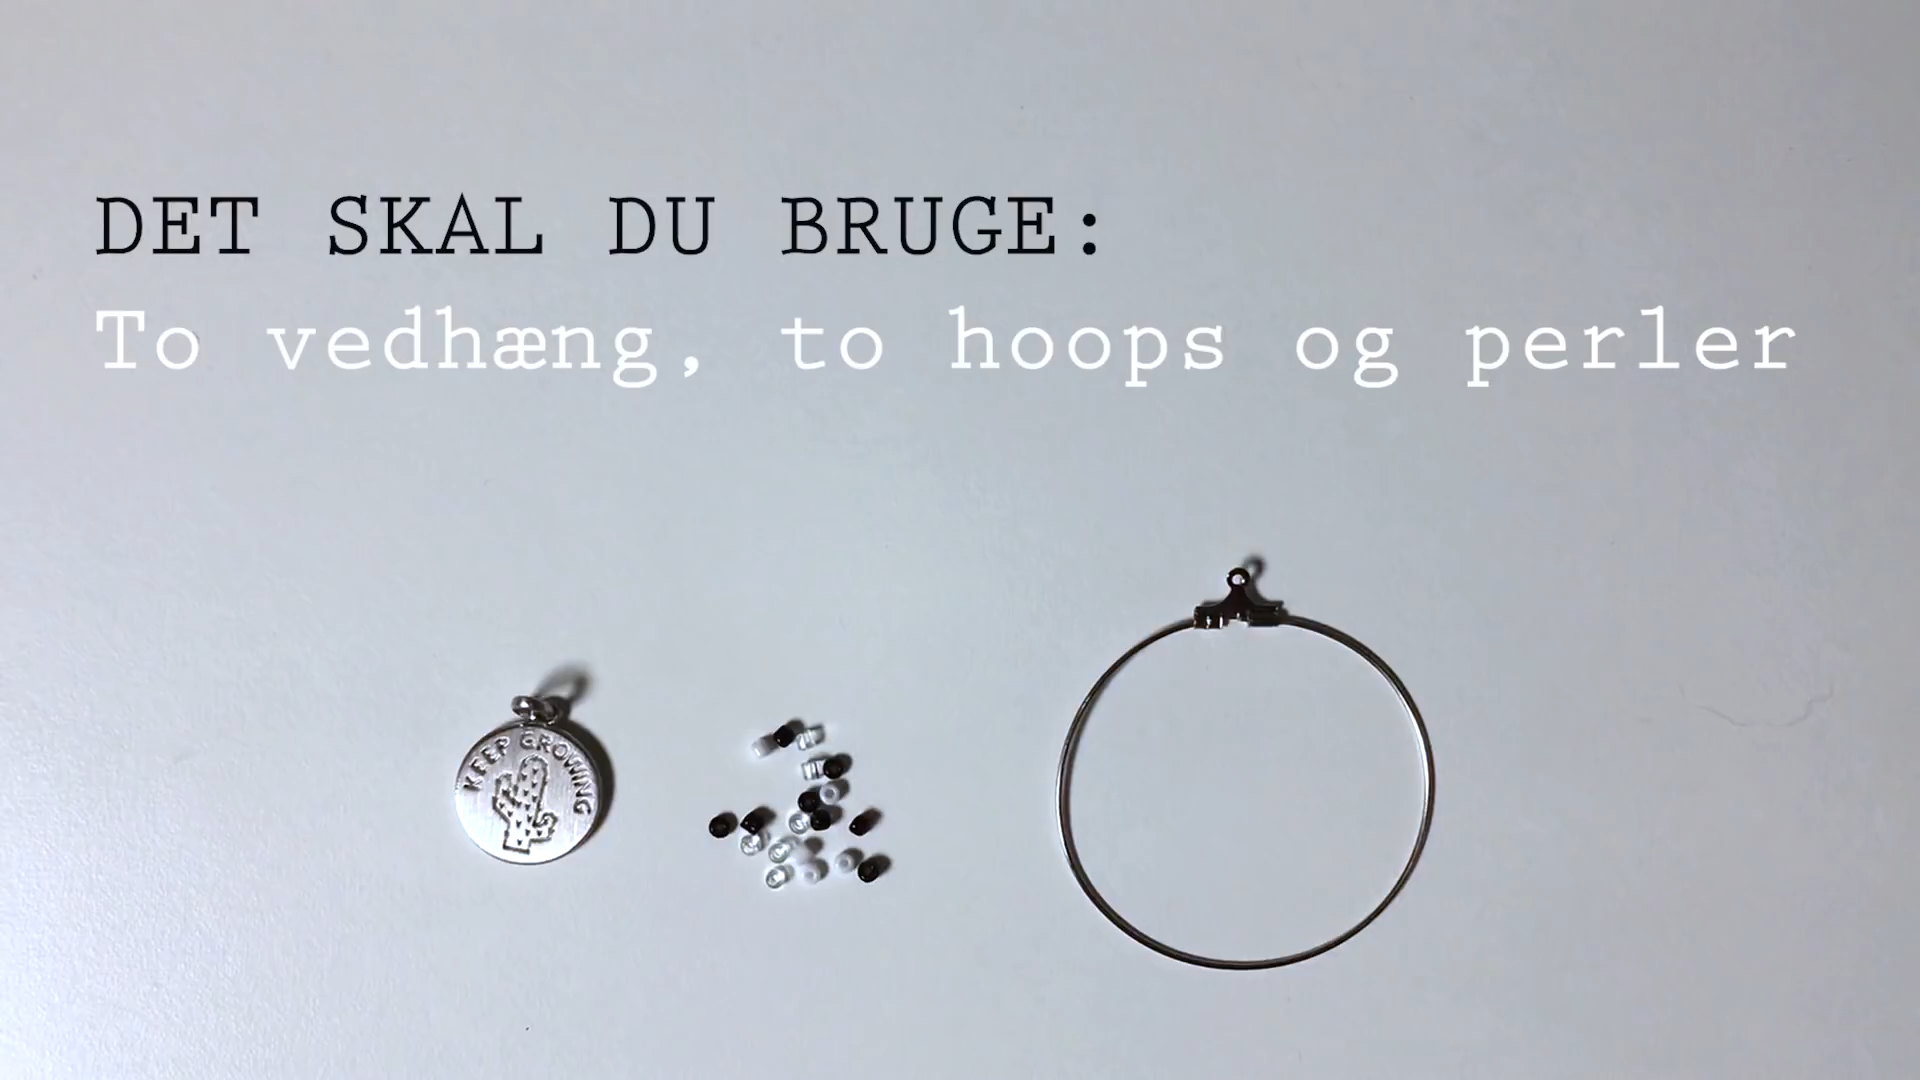 DET SKAL DU BRUGE:
To vedhæng, to hoops og perler
KEEP GROWING